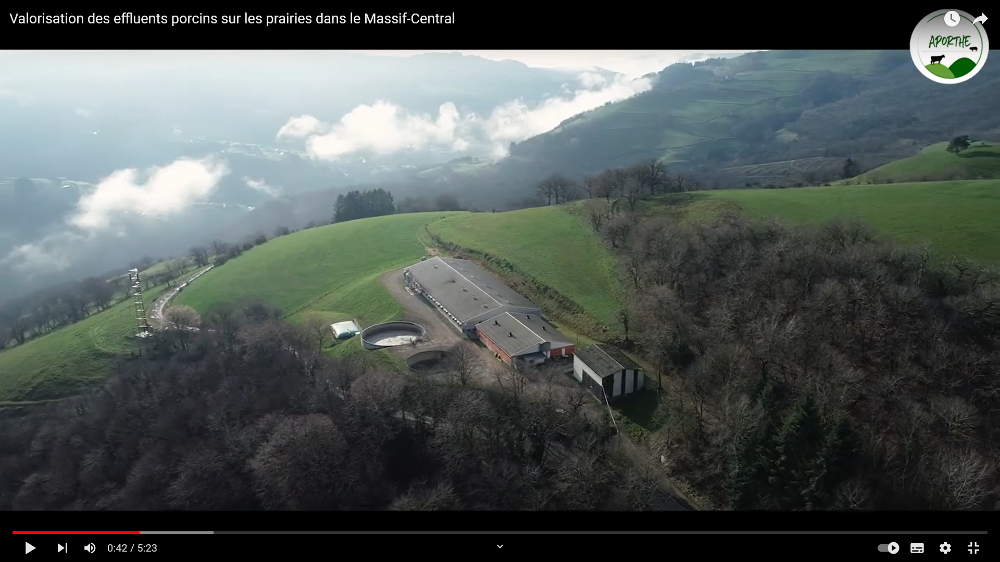 Valorisation des effluents porcins sur les prairies dans le Massif-Central
APORTHE
0:42 / 5:23